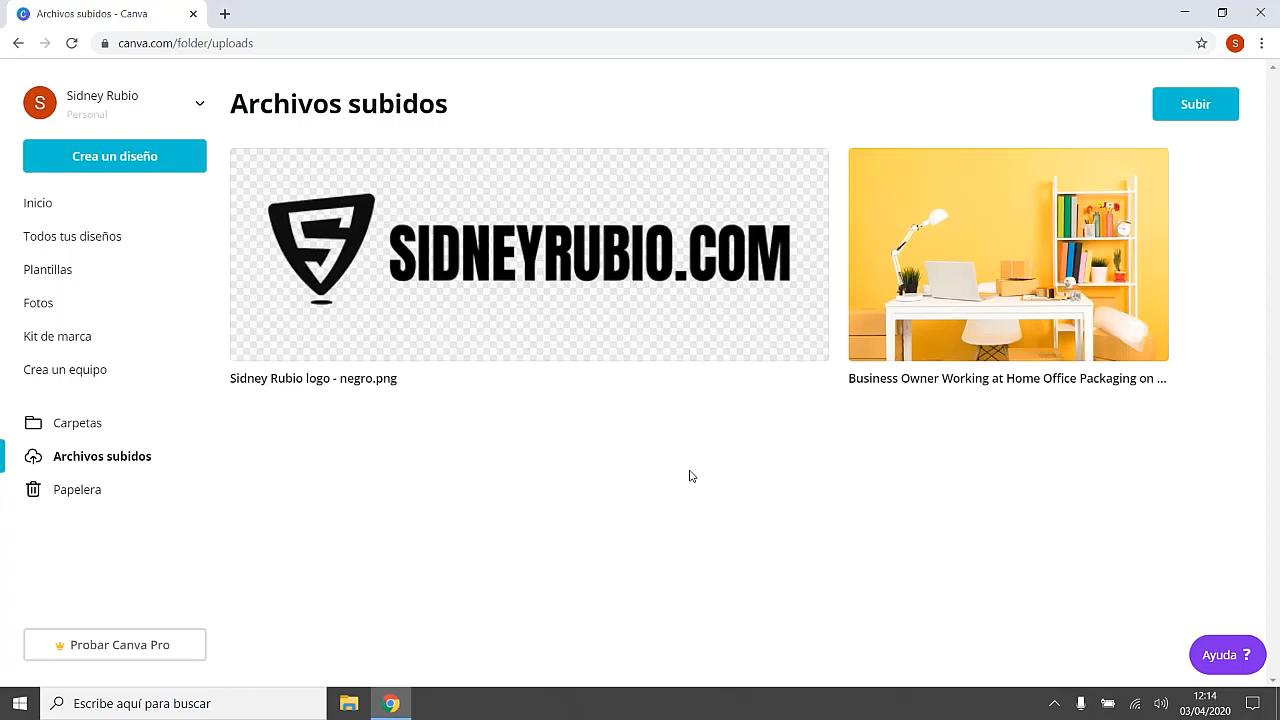 Archivos subidos - Canva
canva.com/folder/uploads
S
S
Sidney Rubio
Personal
Crea un diseño
Inicio
Todos tus diseños
Plantillas
Fotos
Kit de marca
Crea un equipo
Carpetas
Archivos subidos
Papelera
Probar Canva Pro
Archivos subidos
Subir
SIDNEYRUBIO.COM
Sidney Rubio logo - negro.png
Business Owner Working at Home Office Packaging on ...
Ayuda ?
Escribe aquí para buscar
12:14
03/04/2020